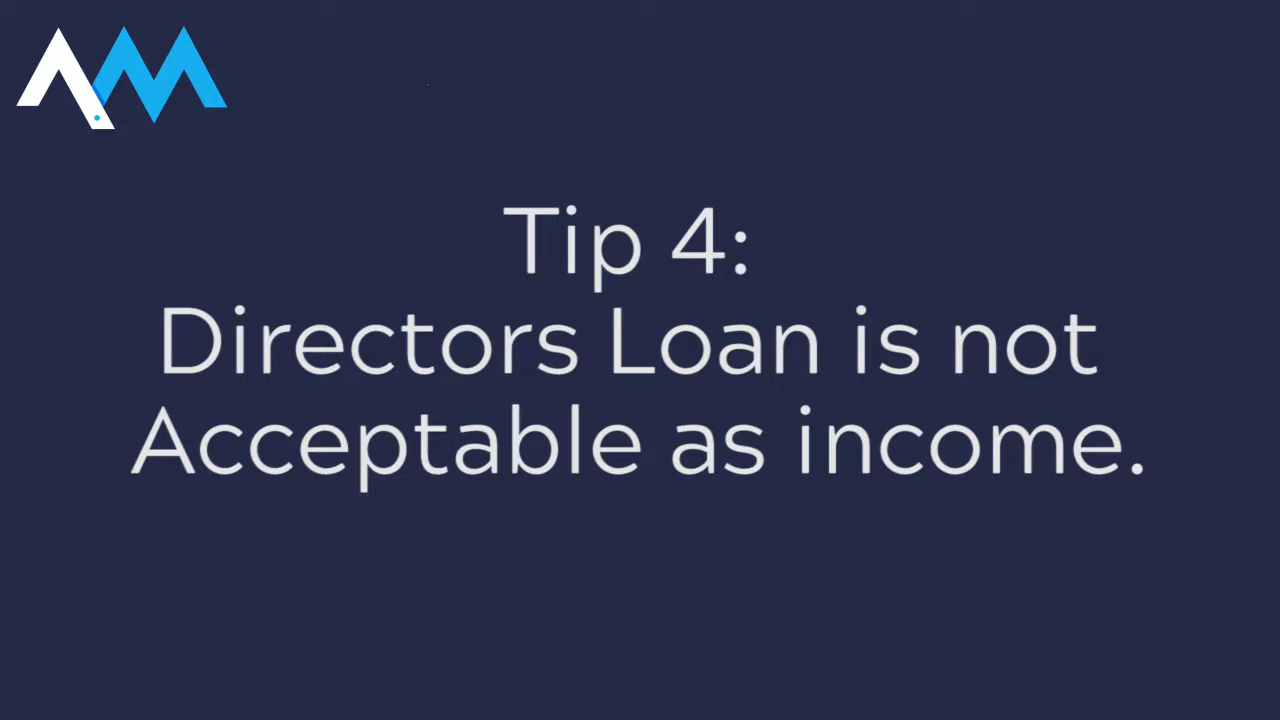 Tip 4:
Directors Loan is not
Acceptable as income.